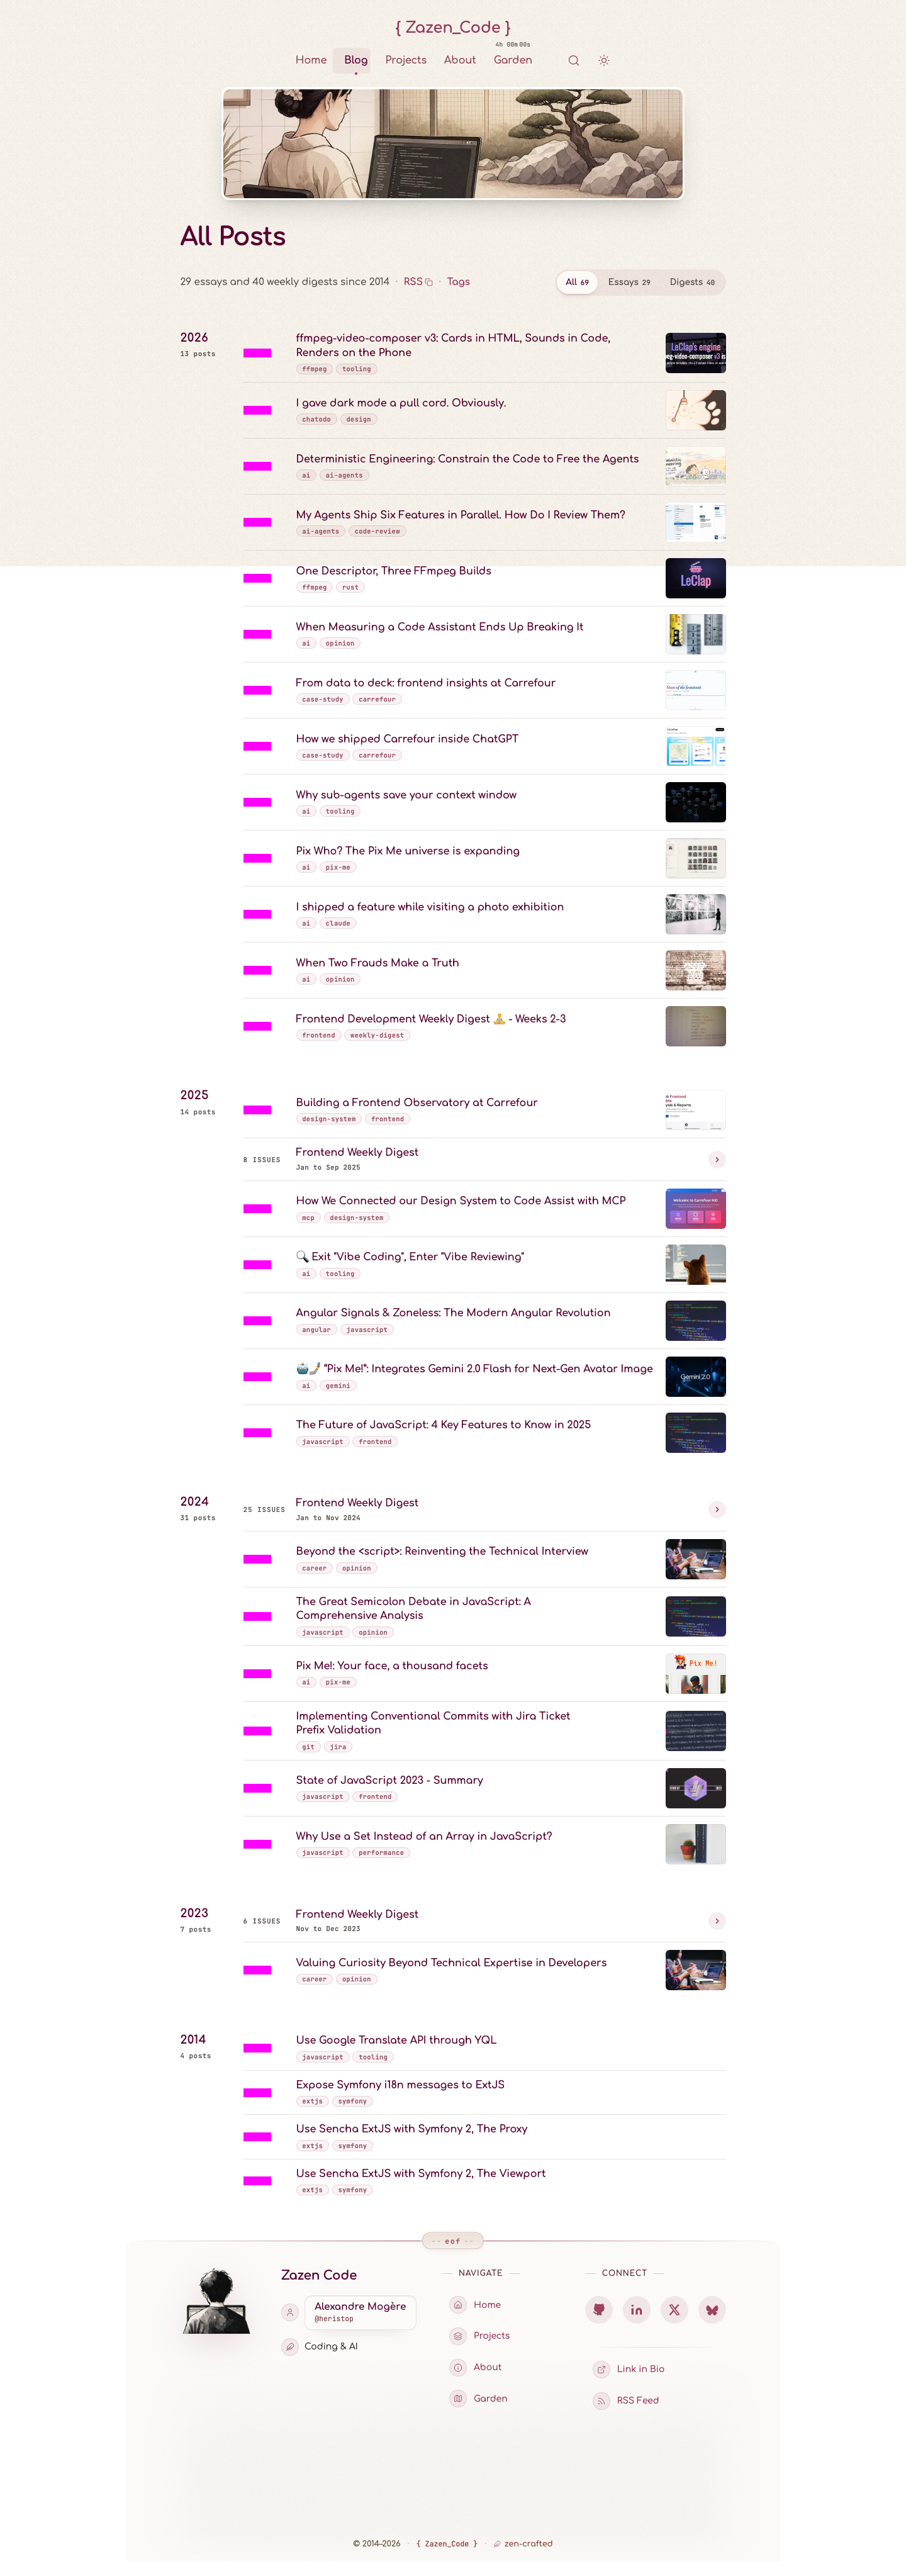 { Zazen_Code }
4h 00m 00s
Home Blog Projects About Garden
All Posts
29 essays and 40 weekly digests since 2014 · RSS · Tags
All 69 Essays 29 Digests 40
2026
13 posts
ffmpeg-video-composer v3: Cards in HTML, Sounds in Code,
Renders on the Phone
ffmpeg tooling
LeClap's engine
I gave dark mode a pull cord. Obviously.
chatodo design
Deterministic Engineering: Constrain the Code to Free the Agents
ai ai-agents
My Agents Ship Six Features in Parallel. How Do I Review Them?
ai-agents code-review
One Descriptor, Three FFmpeg Builds
ffmpeg rust
LeClap
When Measuring a Code Assistant Ends Up Breaking It
ai opinion
From data to deck: frontend insights at Carrefour
case-study carrefour
How we shipped Carrefour inside ChatGPT
case-study carrefour
Why sub-agents save your context window
ai tooling
Pix Who? The Pix Me universe is expanding
ai pix-me
I shipped a feature while visiting a photo exhibition
ai claude
When Two Frauds Make a Truth
ai opinion
Frontend Development Weekly Digest 🧘 - Weeks 2-3
frontend weekly-digest
2025
14 posts
Building a Frontend Observatory at Carrefour
design-system frontend
8 ISSUES
Frontend Weekly Digest
Jan to Sep 2025
How We Connected our Design System to Code Assist with MCP
mcp design-system
🔍 Exit "Vibe Coding", Enter "Vibe Reviewing"
ai tooling
Angular Signals & Zoneless: The Modern Angular Revolution
angular javascript
🤖🤳 "Pix Me!": Integrates Gemini 2.0 Flash for Next-Gen Avatar Image
ai gemini
Gemini 2.0
The Future of JavaScript: 4 Key Features to Know in 2025
javascript frontend
2024
31 posts
25 ISSUES
Frontend Weekly Digest
Jan to Nov 2024
Beyond the <script>: Reinventing the Technical Interview
career opinion
The Great Semicolon Debate in JavaScript: A
Comprehensive Analysis
javascript opinion
Pix Me!: Your face, a thousand facets
ai pix-me
Pix Me!
Implementing Conventional Commits with Jira Ticket
Prefix Validation
git jira
State of JavaScript 2023 - Summary
javascript frontend
Why Use a Set Instead of an Array in JavaScript?
javascript performance
2023
7 posts
6 ISSUES
Frontend Weekly Digest
Nov to Dec 2023
Valuing Curiosity Beyond Technical Expertise in Developers
career opinion
2014
4 posts
Use Google Translate API through YQL
javascript tooling
Expose Symfony i18n messages to ExtJS
extjs symfony
Use Sencha ExtJS with Symfony 2, The Proxy
extjs symfony
Use Sencha ExtJS with Symfony 2, The Viewport
extjs symfony
-- eof --
Zazen Code
Alexandre Mogère
@heristop
Coding & AI
NAVIGATE
Home
Projects
About
Garden
CONNECT
Link in Bio
RSS Feed
© 2014-2026 · { Zazen_Code } · zen-crafted